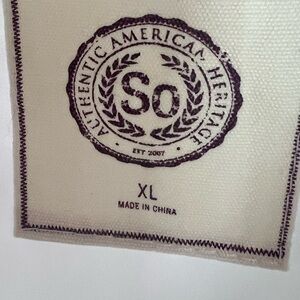 AUTHENTIC AMERICAN HERITAGE
So
EST 2007
XL
MADE IN CHINA